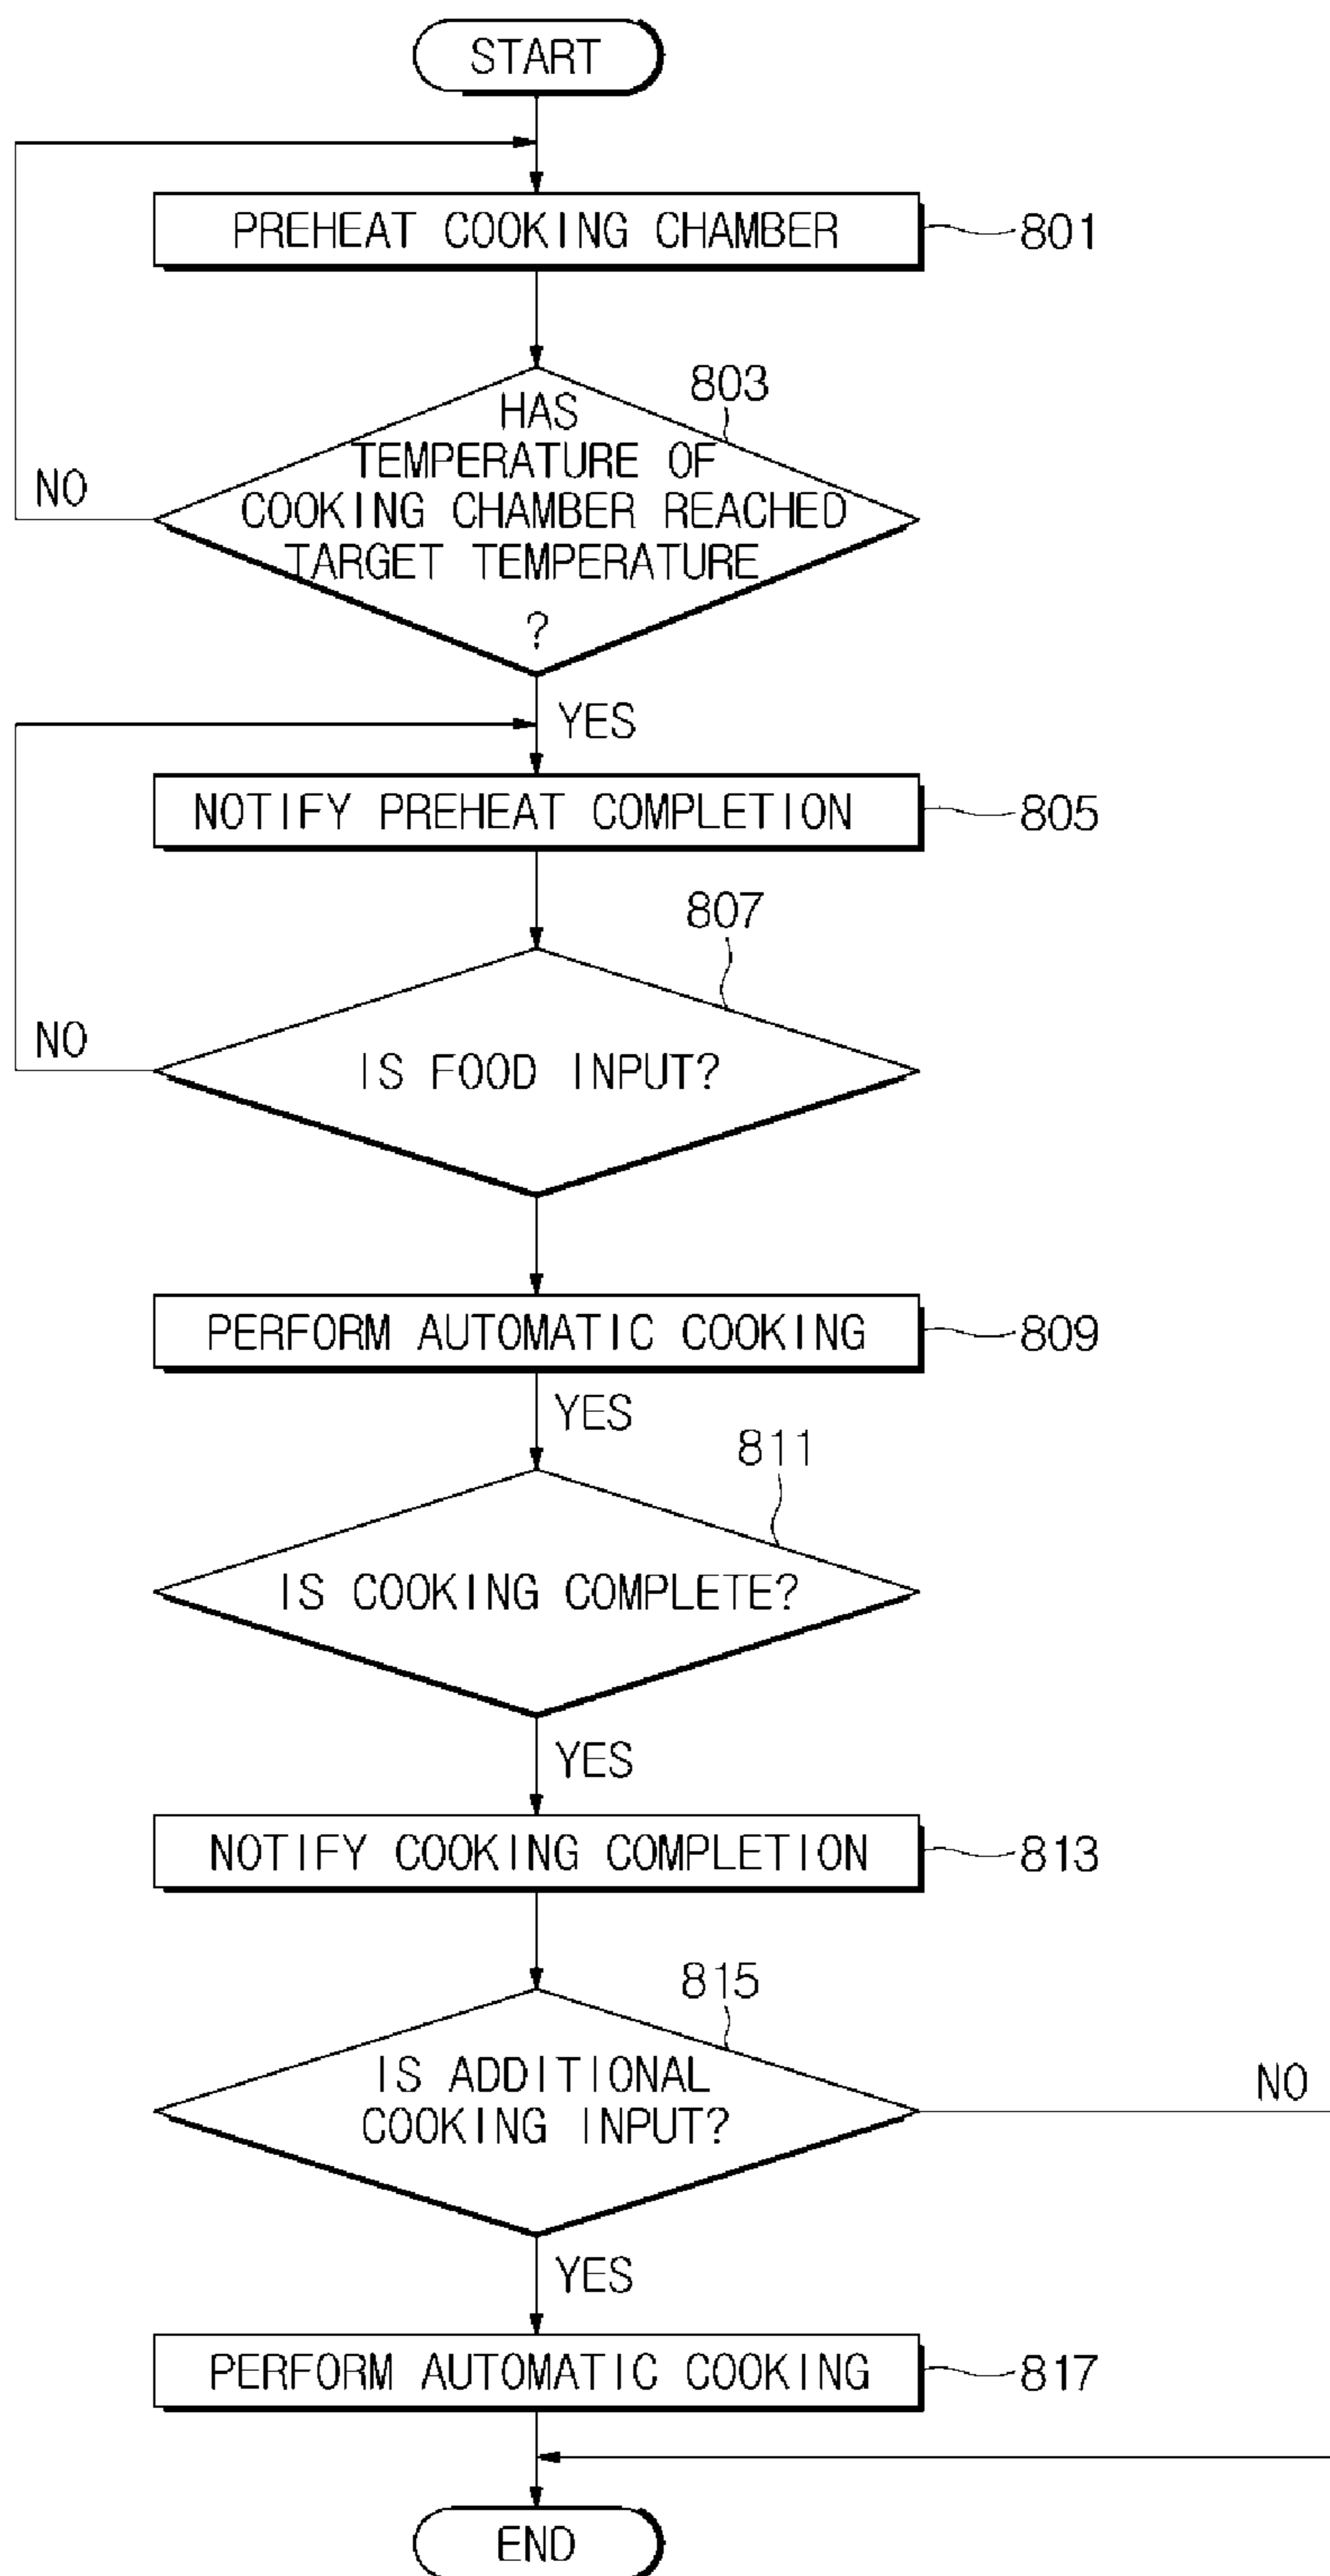 START
PREHEAT COOKING CHAMBER
801
803
HAS
TEMPERATURE OF
COOKING CHAMBER REACHED
TARGET TEMPERATURE
?
NO
YES
NOTIFY PREHEAT COMPLETION
805
807
IS FOOD INPUT?
NO
PERFORM AUTOMATIC COOKING
809
YES
811
IS COOKING COMPLETE?
YES
NOTIFY COOKING COMPLETION
813
815
IS ADDITIONAL
COOKING INPUT?
NO
YES
PERFORM AUTOMATIC COOKING
817
END